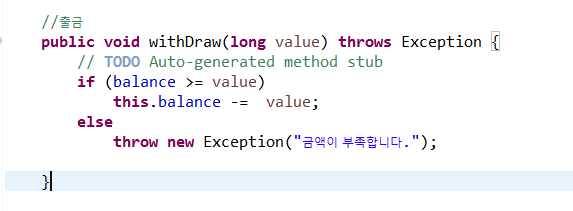 //출금
public void withDraw(long value) throws Exception {
// TODO Auto-generated method stub
if (balance >= value)
this.balance -=  value;
else
throw new Exception("금액이 부족합니다.");
}